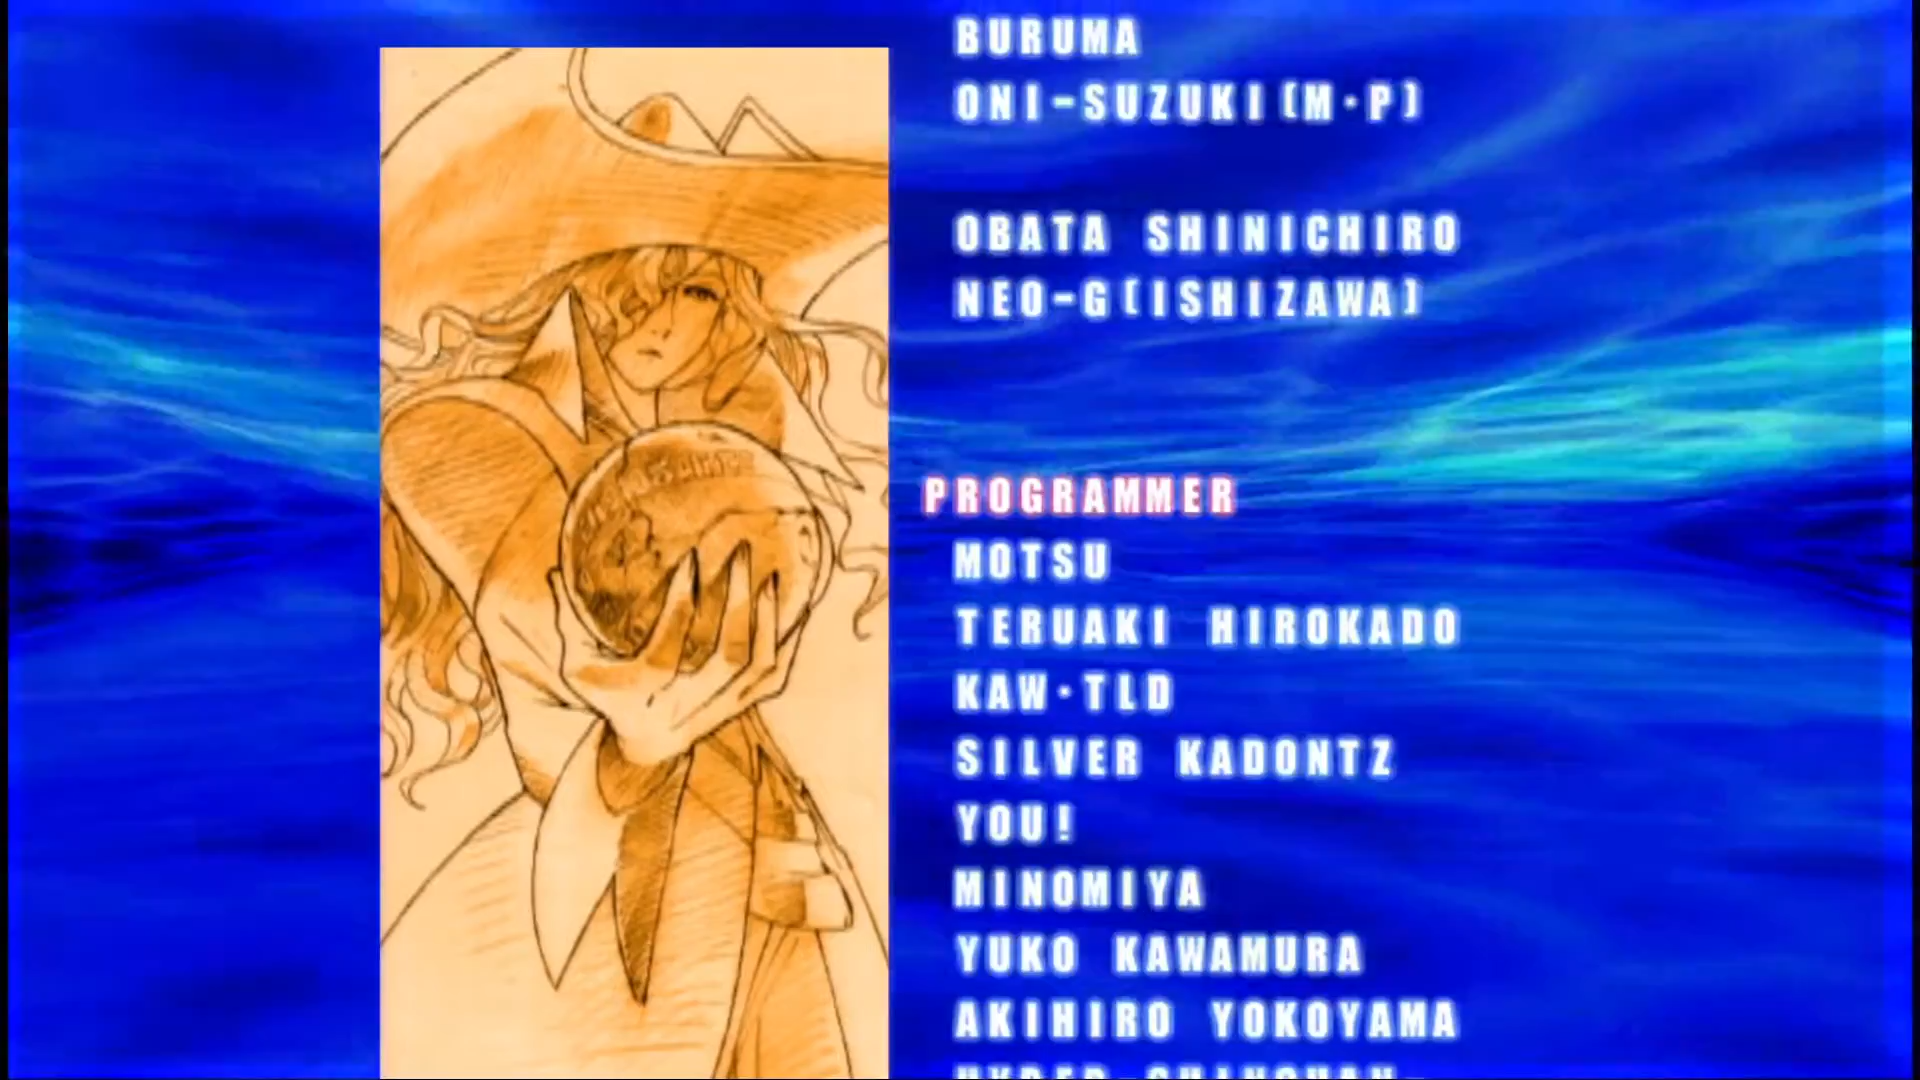 BURUMA
ONI-SUZUKI(M·P)
OBATA SHINICHIRO
NEO-G(ISHIZAWA)
PROGRAMMER
MOTSU
TERUAKI HIROKADO
KAW·TLD
SILVER KADONTZ
YOU!
MINOMIYA
YUKO KAWAMURA
AKIHIRO YOKOYAMA